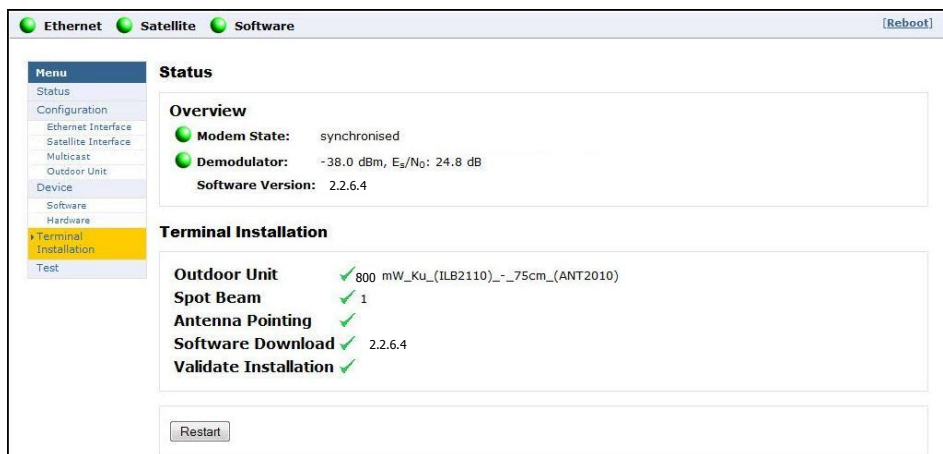 Ethernet Satellite Software [Reboot]
Menu
Status
Configuration
Ethernet Interface
Satellite Interface
Multicast
Outdoor Unit
Device
Software
Hardware
Terminal
Installation
Test
Status
Overview
Modem State: synchronised
Demodulator: -38.0 dBm, Es/N0: 24.8 dB
Software Version: 2.2.6.4
Terminal Installation
Outdoor Unit 800 mW_Ku_(ILB2110)_-_75cm_(ANT2010)
Spot Beam 1
Antenna Pointing
Software Download 2.2.6.4
Validate Installation
Restart